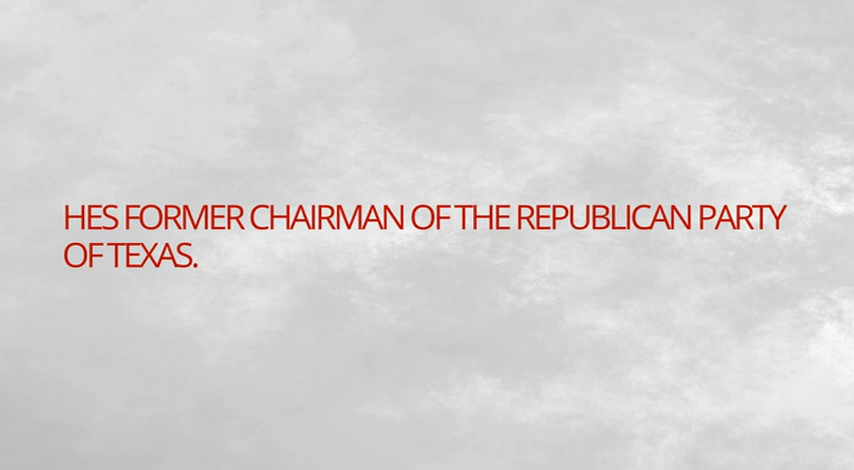 HES FORMER CHAIRMAN OF THE REPUBLICAN PARTY
OF TEXAS.